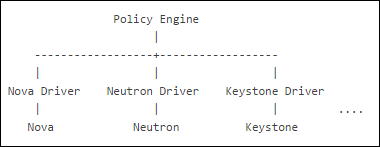 Policy Engine
|
------------------+------------------
| | |
Nova Driver Neutron Driver Keystone Driver
| | | ....
Nova Neutron Keystone